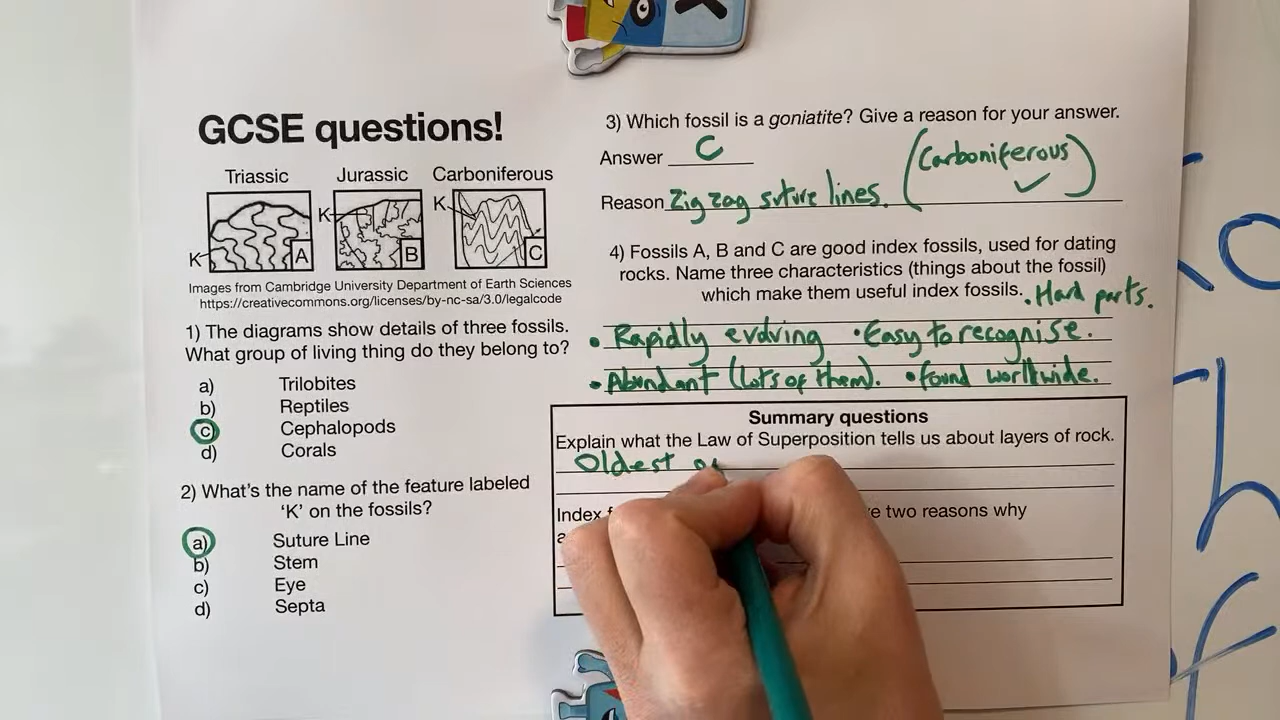 GCSE questions!
Triassic Jurassic Carboniferous
K K K
A B C
Images from Cambridge University Department of Earth Sciences
https://creativecommons.org/licenses/by-nc-sa/3.0/legalcode
1) The diagrams show details of three fossils.
What group of living thing do they belong to?
a) Trilobites
b) Reptiles
c) Cephalopods
d) Corals
2) What's the name of the feature labeled
'K' on the fossils?
a) Suture Line
b) Stem
c) Eye
d) Septa
3) Which fossil is a goniatite? Give a reason for your answer.
Answer C
(Carboniferous)
Reason Zig zag suture lines.
4) Fossils A, B and C are good index fossils, used for dating
rocks. Name three characteristics (things about the fossil)
which make them useful index fossils.
• Hard parts.
• Rapidly evolving • Easy to recognise.
• Abundant (lots of them). • found worldwide.
Summary questions
Explain what the Law of Superposition tells us about layers of rock.
Oldest
Index
two reasons why